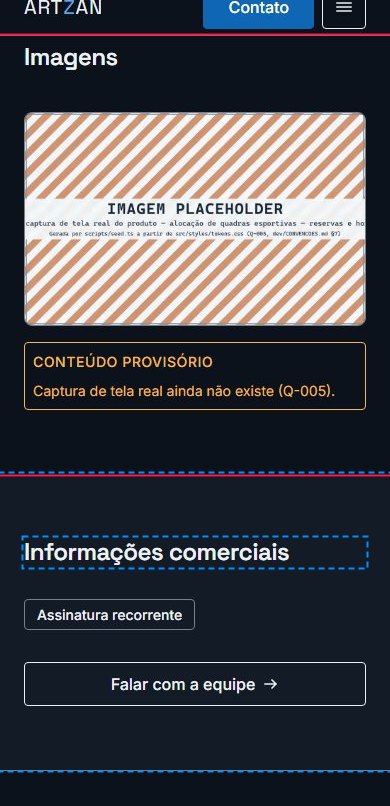 ARTZAN
Contato
Imagens
IMAGEM PLACEHOLDER
captura de tela real do produto — alocação de quadras esportivas — reservas e ho
Gerada por scripts/seed.ts a partir de src/styles/tokens.css (Q-005, dev/CONVENCOES.md §7)
CONTEÚDO PROVISÓRIO
Captura de tela real ainda não existe (Q-005).
Informações comerciais
Assinatura recorrente
Falar com a equipe →